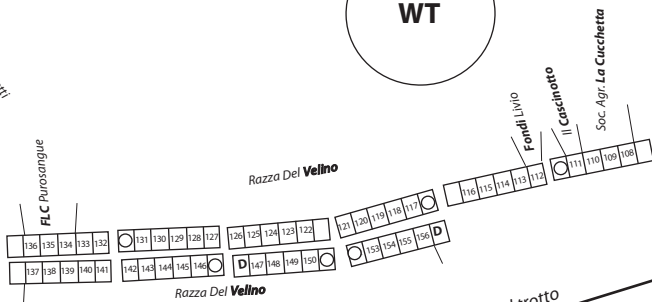 WT
FLC Purosangue
Razza Del Velino
Fondi Livio
Il Cascinotto
Soc. Agr. La Cucchetta
136 135 134 133 132
131 130 129 128 127
126 125 124 123 122
121 120 119 118 117
116 115 114 113 112
111 110 109 108
137 138 139 140 141
142 143 144 145 146
D 147 148 149 150
153 154 155 156 D
Razza Del Velino